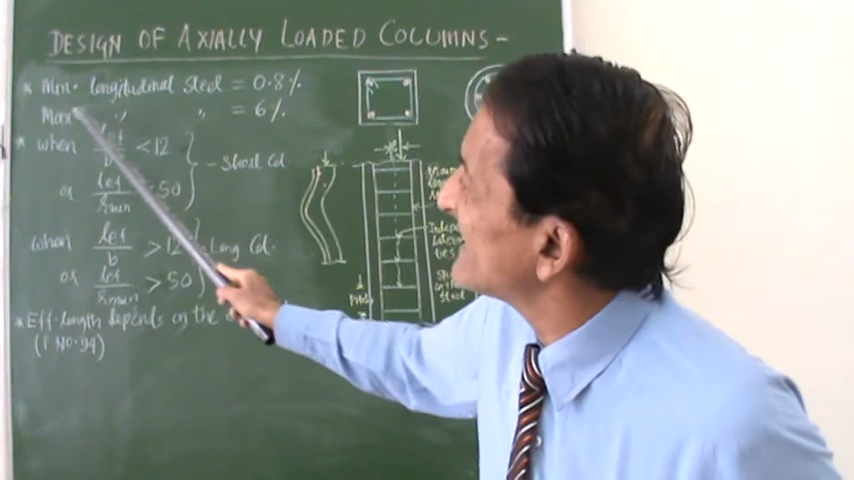 DESIGN OF AXIALLY LOADED COLUMNS -
* Min. longitudinal steel = 0.8%
Max " " = 6%
* when lef/b < 12
or lef/rmin 50
- Short Col
when lef/b > 12
or lef/rmin > 50
- Long Col.
* Eff. length depends on the
(P NO. 94)
Pitch